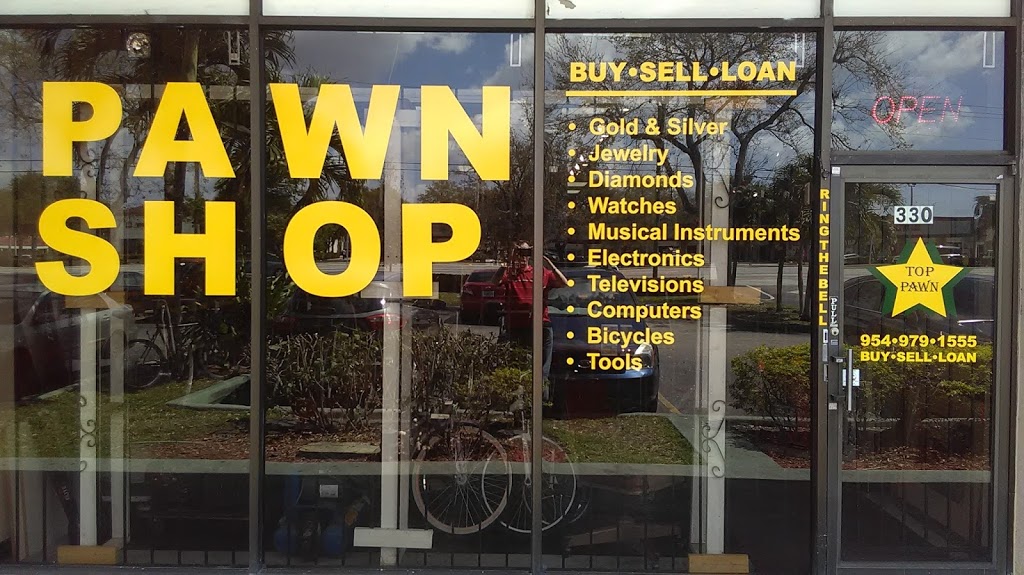 PAWN
SHOP
BUY•SELL•LOAN
• Gold & Silver
• Jewelry
• Diamonds
• Watches
• Musical Instruments
• Electronics
• Televisions
• Computers
• Bicycles
• Tools
RING THE BELL
OPEN
330
TOP
PAWN
PULL
954•979•1555
BUY•SELL•LOAN